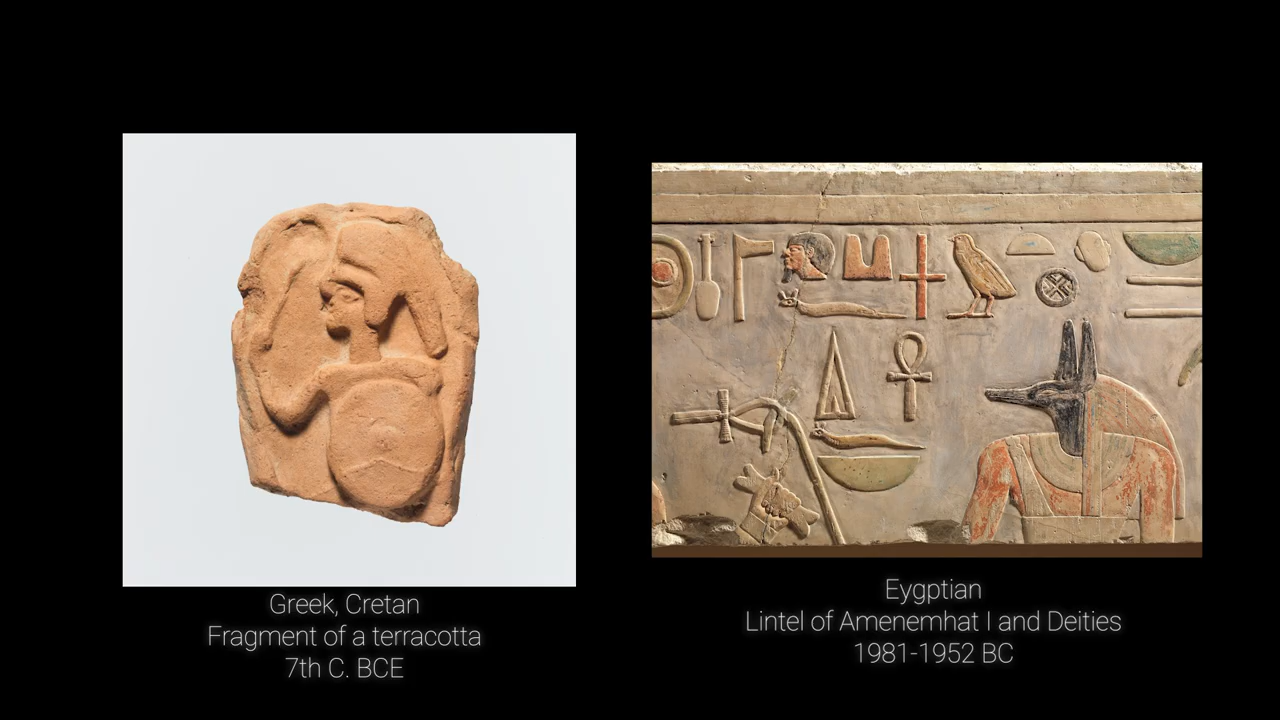 Greek, Cretan
Fragment of a terracotta
7th C. BCE
Eygptian
Lintel of Amenemhat I and Deities
1981-1952 BC